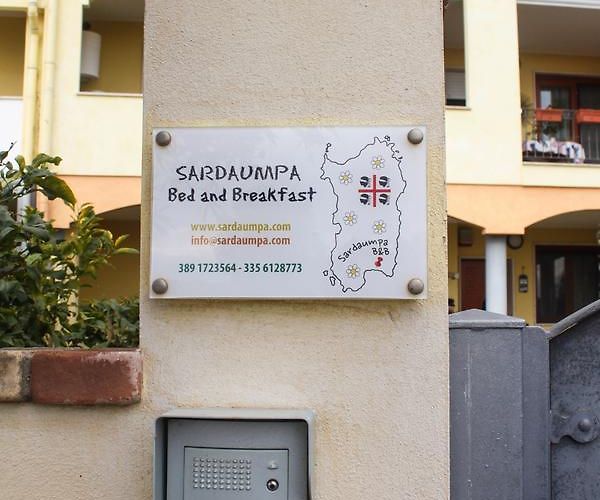 SARDAUMPA
Bed and Breakfast
www.sardaumpa.com
info@sardaumpa.com
389 1723564 - 335 6128773
Sardaumpa
B&B